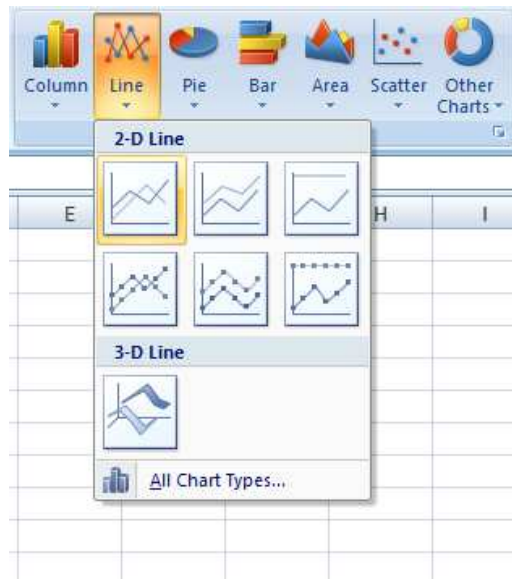 Column Line Pie Bar Area Scatter Other
Charts
2-D Line
E H I
3-D Line
All Chart Types...